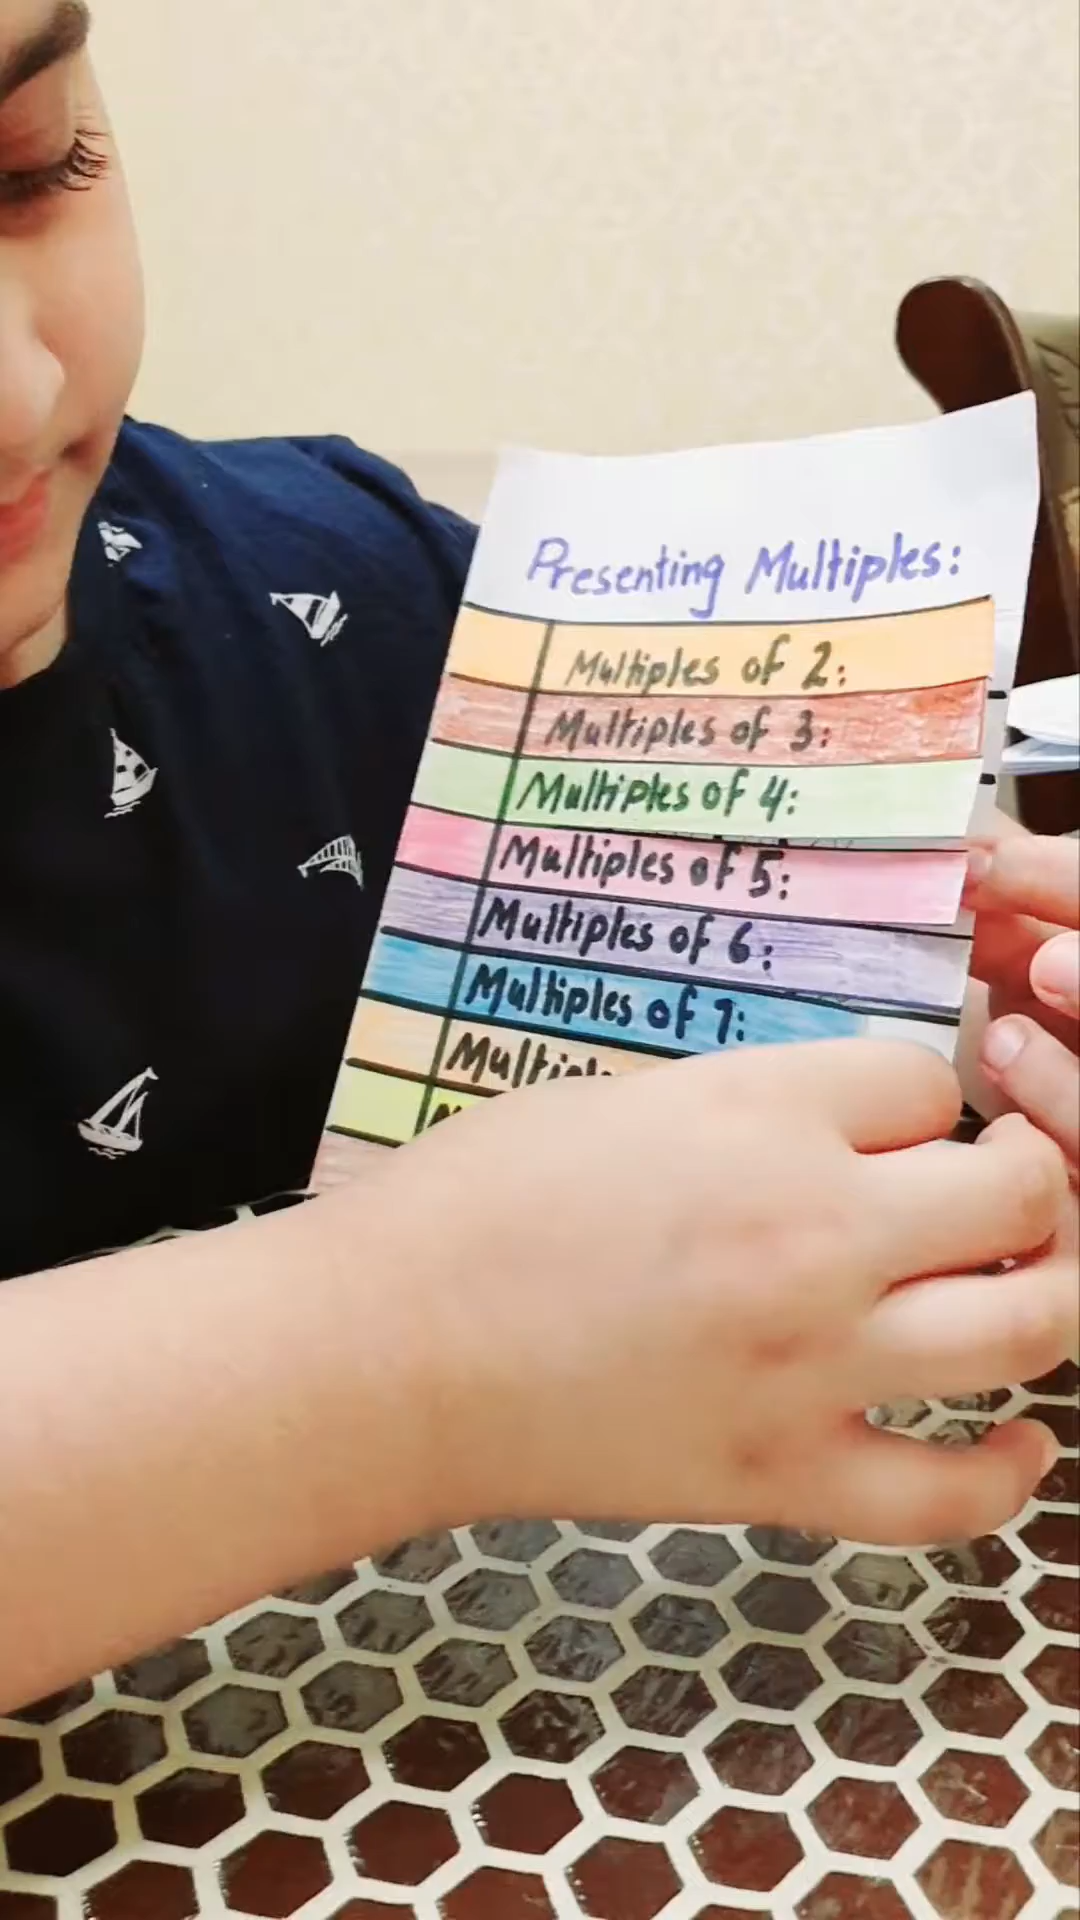 Presenting Multiples:
Multiples of 2:
Multiples of 3:
Multiples of 4:
Multiples of 5:
Multiples of 6:
Multiples of 7: